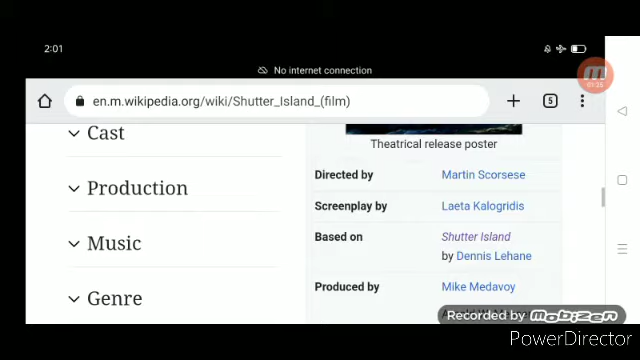 2:01
No internet connection
en.m.wikipedia.org/wiki/Shutter_Island_(film)
5
Cast
Production
Music
Genre
Theatrical release poster
Directed by Martin Scorsese
Screenplay by Laeta Kalogridis
Based on Shutter Island
by Dennis Lehane
Produced by Mike Medavoy
Recorded by Mobizen
PowerDirector